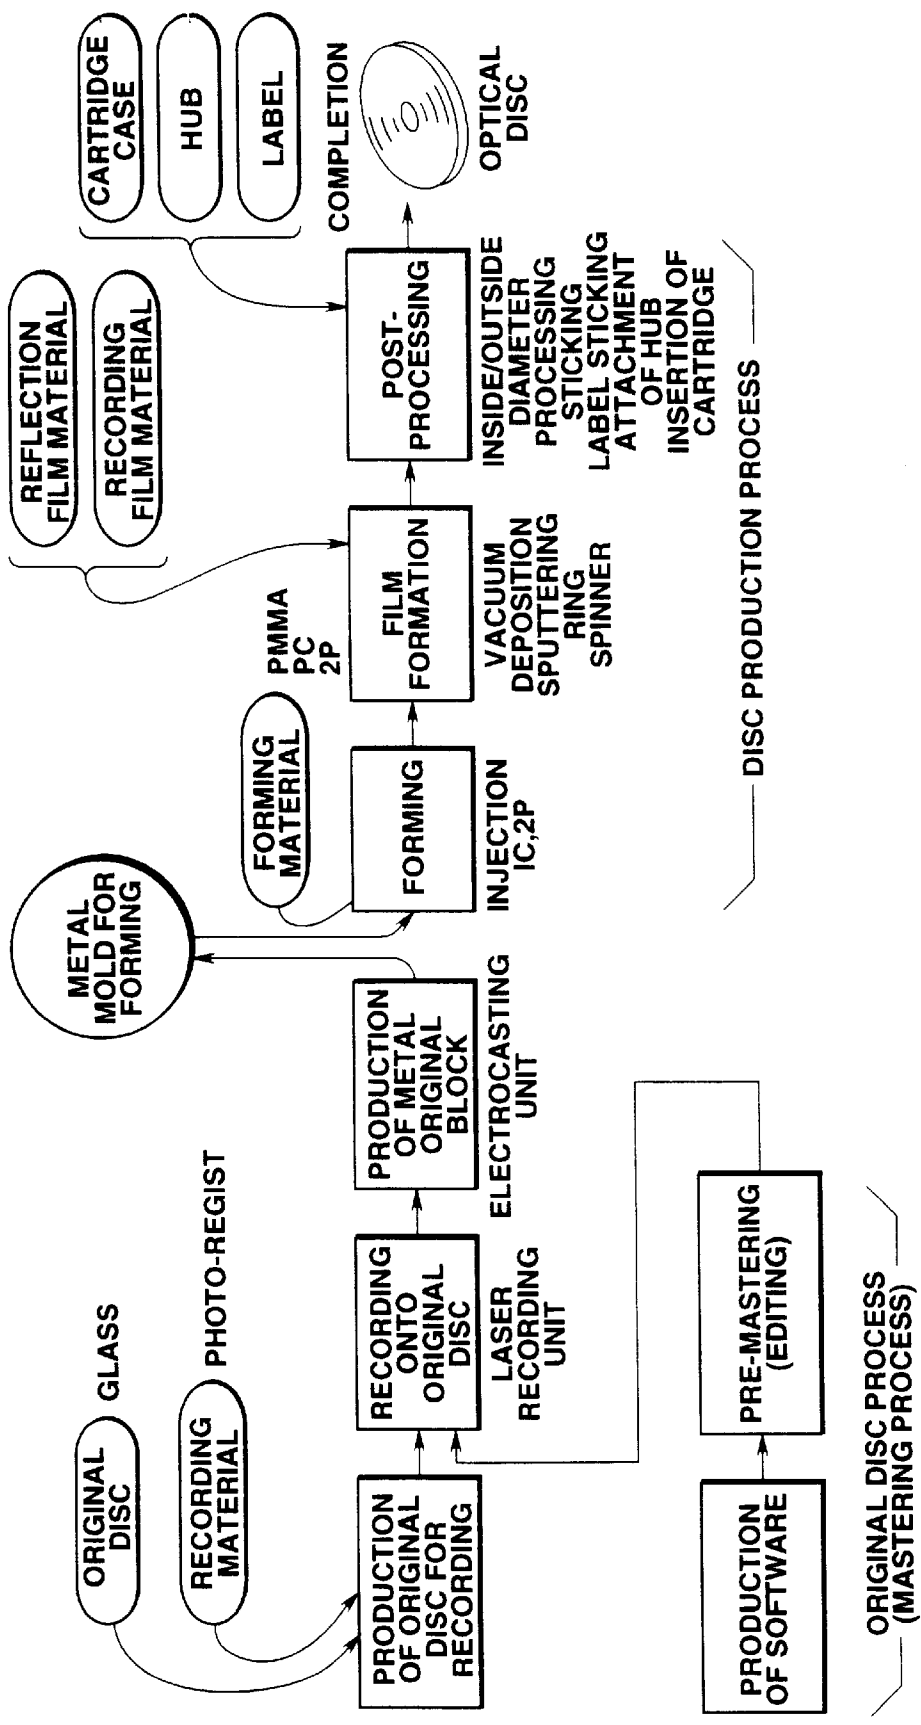 ORIGINAL
DISC
GLASS
RECORDING
MATERIAL
PHOTO-REGIST
PRODUCTION
OF ORIGINAL
DISC FOR
RECORDING
RECORDING
ONTO
ORIGINAL
DISC
LASER
RECORDING
UNIT
PRODUCTION
OF METAL
ORIGINAL
BLOCK
ELECTROCASTING
UNIT
METAL
MOLD FOR
FORMING
FORMING
MATERIAL
PMMA
PC
2P
FORMING
INJECTION
IC,2P
REFLECTION
FILM MATERIAL
RECORDING
FILM MATERIAL
FILM
FORMATION
VACUUM
DEPOSITION
SPUTTERING
RING
SPINNER
CARTRIDGE
CASE
HUB
LABEL
POST-
PROCESSING
INSIDE/OUTSIDE
DIAMETER
PROCESSING
STICKING
LABEL STICKING
ATTACHMENT
OF HUB
INSERTION OF
CARTRIDGE
COMPLETION
OPTICAL
DISC
DISC PRODUCTION PROCESS
PRODUCTION
OF SOFTWARE
PRE-MASTERING
(EDITING)
ORIGINAL DISC PROCESS
(MASTERING PROCESS)